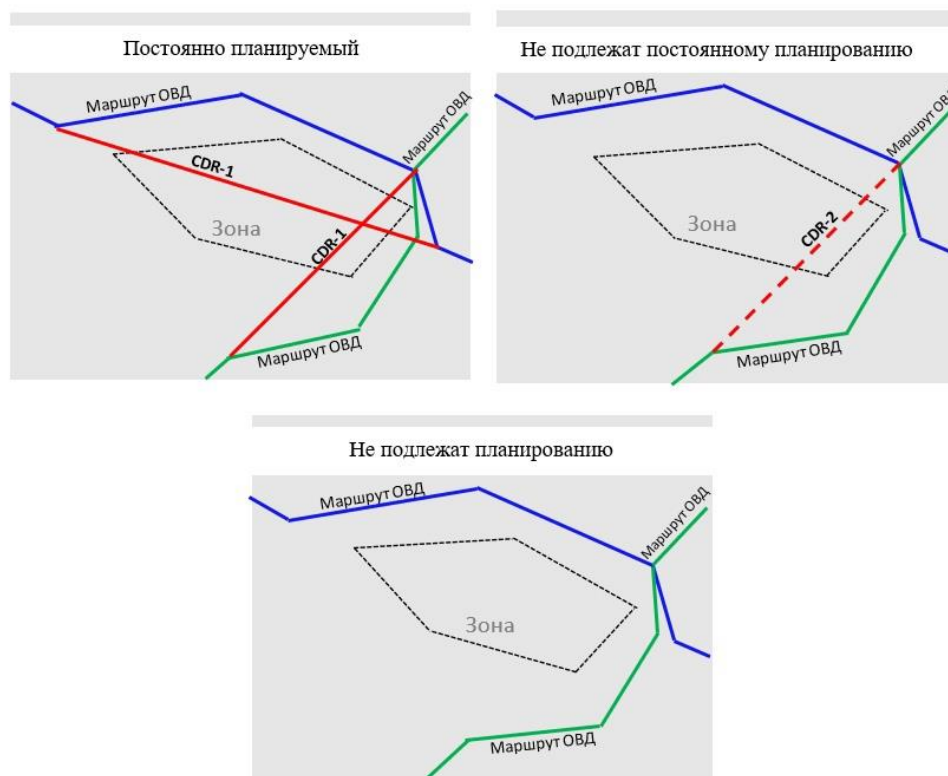 Постоянно планируемый
Маршрут ОВД
Маршрут ОВД
CDR-1
Зона
CDR-1
Маршрут ОВД
Не подлежат постоянному планированию
Маршрут ОВД
Маршрут ОВД
Зона
CDR-2
Маршрут ОВД
Не подлежат планированию
Маршрут ОВД
Маршрут ОВД
Зона
Маршрут ОВД